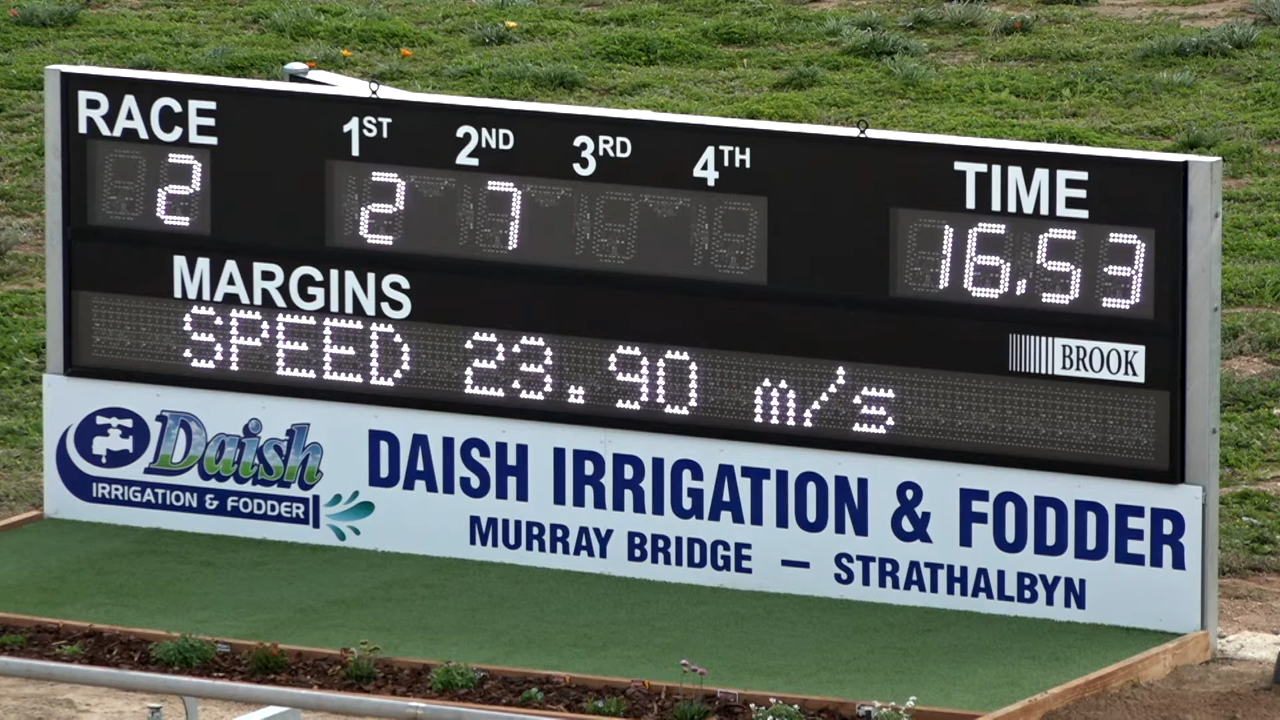 RACE 1ST 2ND 3RD 4TH TIME
2 2 7 16.53
MARGINS
SPEED 23.90 m/s
BROOK
Daish
IRRIGATION & FODDER
DAISH IRRIGATION & FODDER
MURRAY BRIDGE – STRATHALBYN